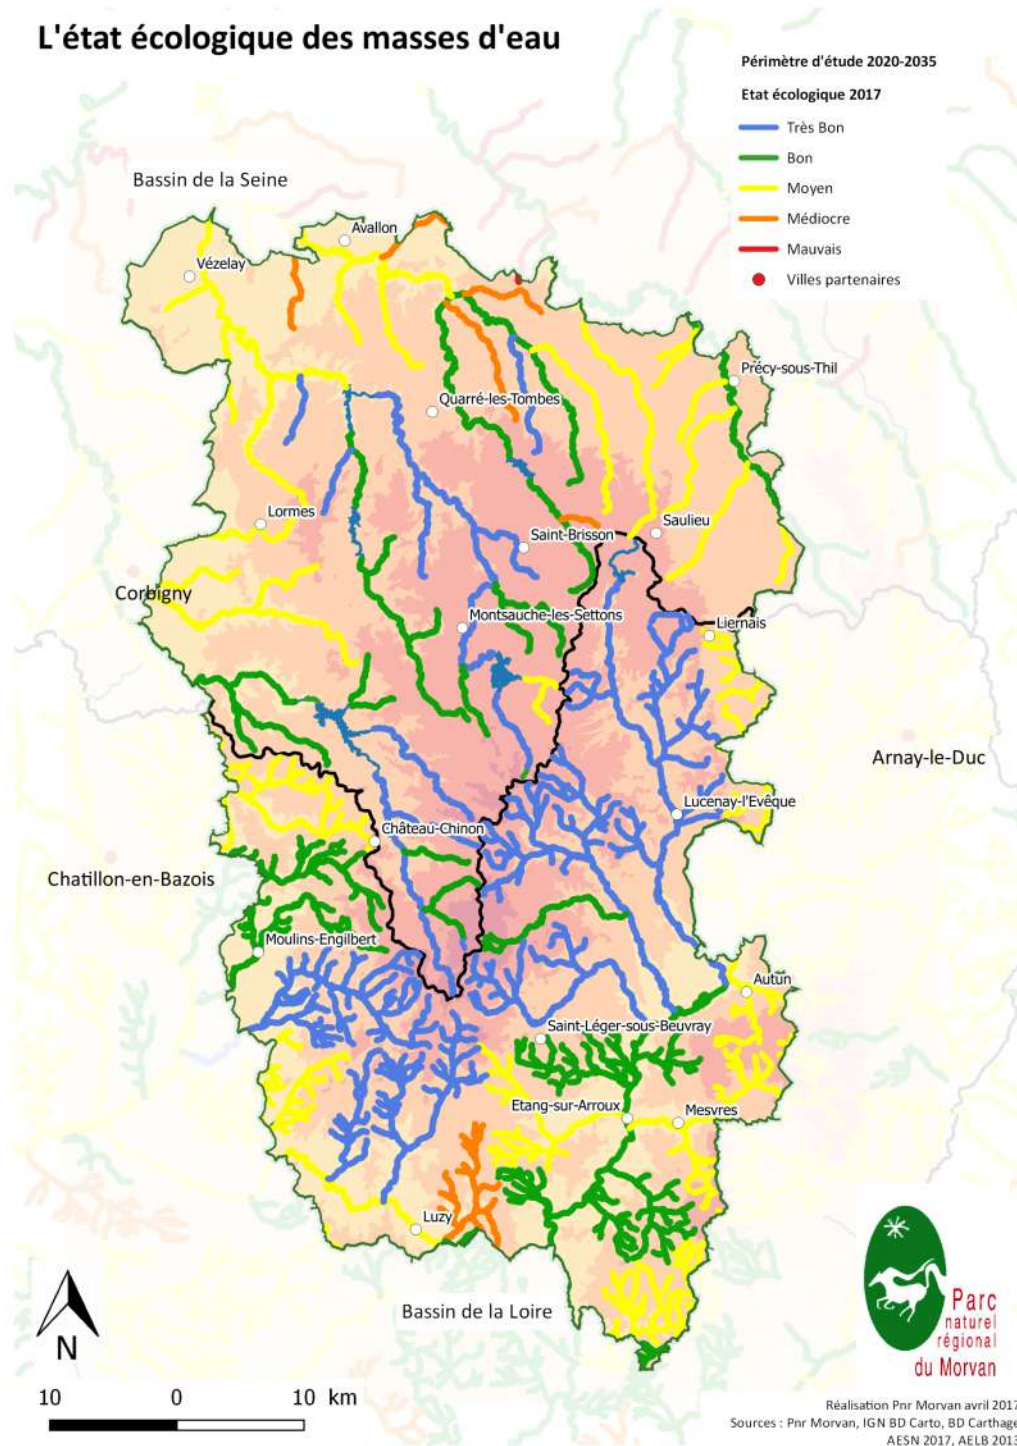 L'état écologique des masses d'eau
Périmètre d'étude 2020-2035
Etat écologique 2017
Très Bon
Bon
Moyen
Médiocre
Mauvais
Villes partenaires
Bassin de la Seine
Avallon
Vézelay
Précy-sous-Thil
Quarré-les-Tombes
Lormes
Saulieu
Saint-Brisson
Corbigny
Montsauche-les-Settons
Liernais
Arnay-le-Duc
Lucenay-l'Evêque
Château-Chinon
Chatillon-en-Bazois
Moulins-Engilbert
Autun
Saint-Léger-sous-Beuvray
Etang-sur-Arroux
Mesvres
Luzy
Bassin de la Loire
N
10 0 10 km
Parc
naturel
régional
du Morvan
Réalisation Pnr Morvan avril 2017
Sources : Pnr Morvan, IGN BD Carto, BD Carthage
AESN 2017, AELB 2013